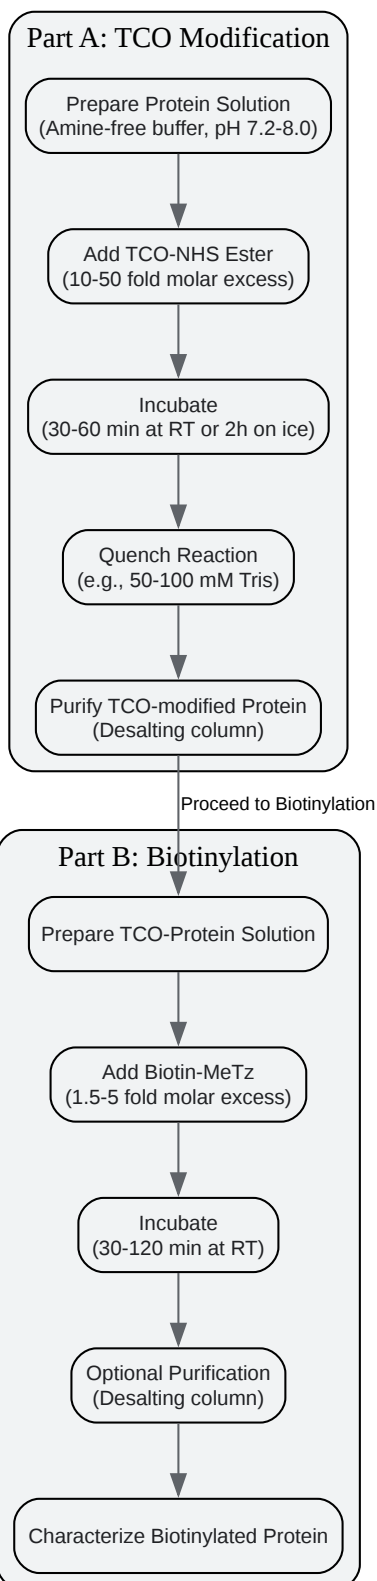 Part A: TCO Modification
Prepare Protein Solution
(Amine-free buffer, pH 7.2-8.0)
Add TCO-NHS Ester
(10-50 fold molar excess)
Incubate
(30-60 min at RT or 2h on ice)
Quench Reaction
(e.g., 50-100 mM Tris)
Purify TCO-modified Protein
(Desalting column)
Proceed to Biotinylation
Part B: Biotinylation
Prepare TCO-Protein Solution
Add Biotin-MeTz
(1.5-5 fold molar excess)
Incubate
(30-120 min at RT)
Optional Purification
(Desalting column)
Characterize Biotinylated Protein